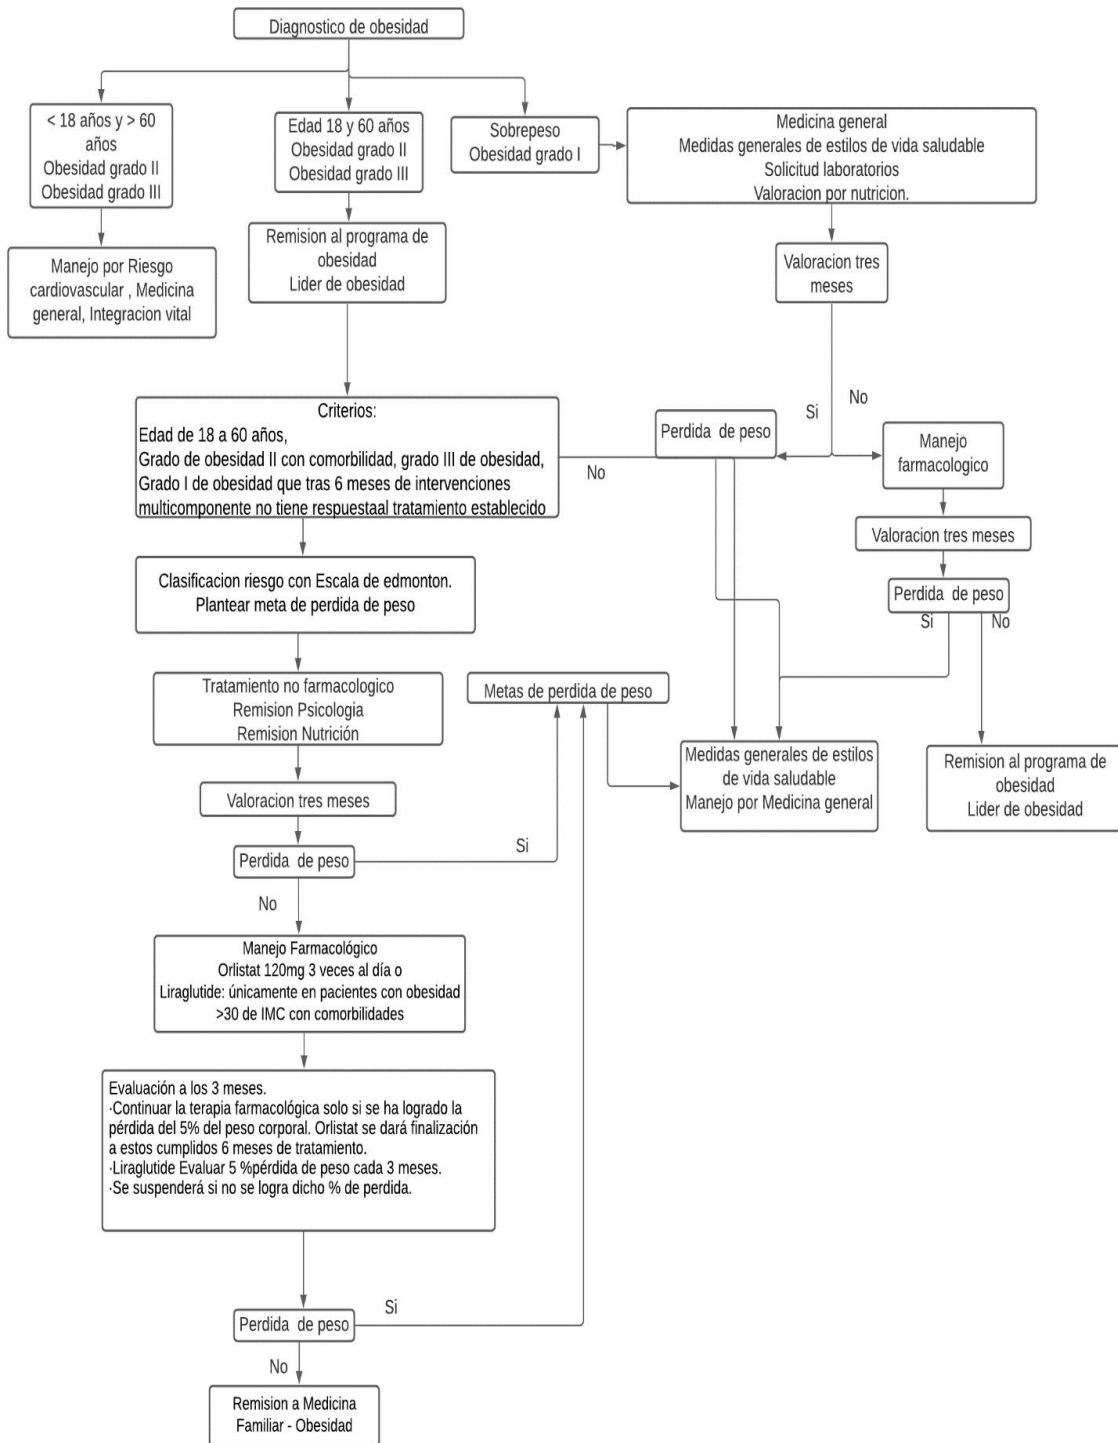 Diagnostico de obesidad
< 18 años y > 60
años
Obesidad grado II
Obesidad grado III
Edad 18 y 60 años
Obesidad grado II
Obesidad grado III
Sobrepeso
Obesidad grado I
Medicina general
Medidas generales de estilos de vida saludable
Solicitud laboratorios
Valoracion por nutricion.
Manejo por Riesgo
cardiovascular , Medicina
general, Integracion vital
Remision al programa de
obesidad
Lider de obesidad
Valoracion tres
meses
Si
No
Criterios:
Edad de 18 a 60 años,
Grado de obesidad II con comorbilidad, grado III de obesidad,
Grado I de obesidad que tras 6 meses de intervenciones
multicomponente no tiene respuestaal tratamiento establecido
No
Perdida de peso
Manejo
farmacologico
Valoracion tres meses
Perdida de peso
Si
No
Clasificacion riesgo con Escala de edmonton.
Plantear meta de perdida de peso
Tratamiento no farmacologico
Remision Psicologia
Remision Nutrición
Metas de perdida de peso
Medidas generales de estilos
de vida saludable
Manejo por Medicina general
Remision al programa de
obesidad
Lider de obesidad
Valoracion tres meses
Perdida de peso
Si
No
Manejo Farmacológico
Orlistat 120mg 3 veces al día o
Liraglutide: únicamente en pacientes con obesidad
>30 de IMC con comorbilidades
Evaluación a los 3 meses.
·Continuar la terapia farmacológica solo si se ha logrado la
pérdida del 5% del peso corporal. Orlistat se dará finalización
a estos cumplidos 6 meses de tratamiento.
·Liraglutide Evaluar 5 %pérdida de peso cada 3 meses.
·Se suspenderá si no se logra dicho % de perdida.
Perdida de peso
Si
No
Remision a Medicina
Familiar - Obesidad